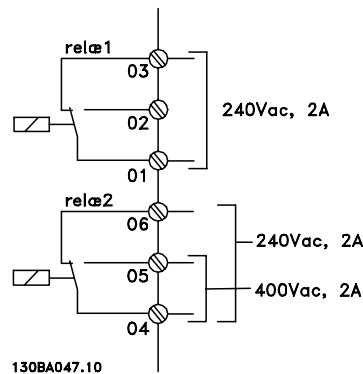 relæ1
03
02
240Vac, 2A
01
relæ2
06
240Vac, 2A
05
400Vac, 2A
04
130BA047.10